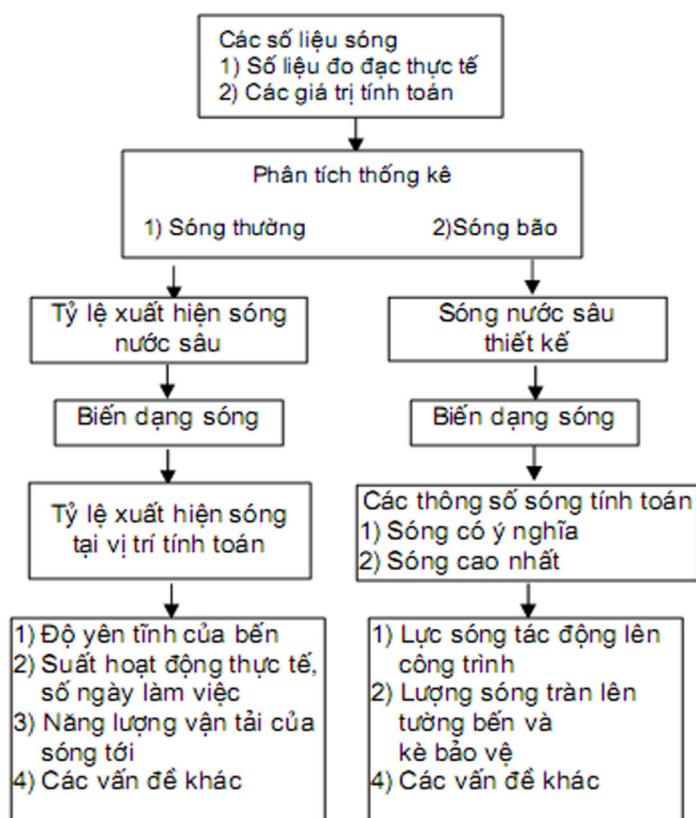 Các số liệu sóng
1) Số liệu đo đạc thực tế
2) Các giá trị tính toán
Phân tích thống kê
1) Sóng thường 2)Sóng bão
Tỷ lệ xuất hiện sóng
nước sâu
Biến dạng sóng
Tỷ lệ xuất hiện sóng
tại vị trí tính toán
1) Độ yên tĩnh của bến
2) Suất hoạt động thực tế,
số ngày làm việc
3) Năng lượng vận tải của
sóng tới
4) Các vấn đề khác
Sóng nước sâu
thiết kế
Biến dạng sóng
Các thông số sóng tính toán
1) Sóng có ý nghĩa
2) Sóng cao nhất
1) Lực sóng tác động lên
công trình
2) Lượng sóng tràn lên
tường bến và
kè bảo vệ
4) Các vấn đề khác